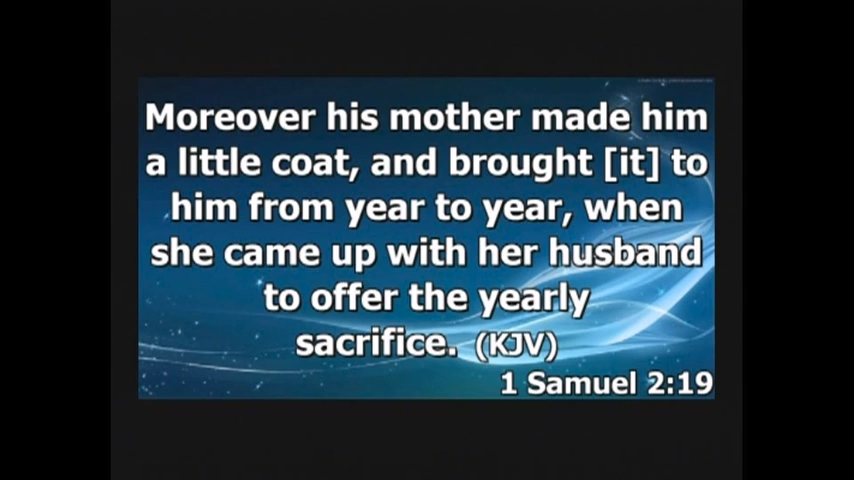 Moreover his mother made him
a little coat, and brought [it] to
him from year to year, when
she came up with her husband
to offer the yearly
sacrifice. (KJV)
1 Samuel 2:19